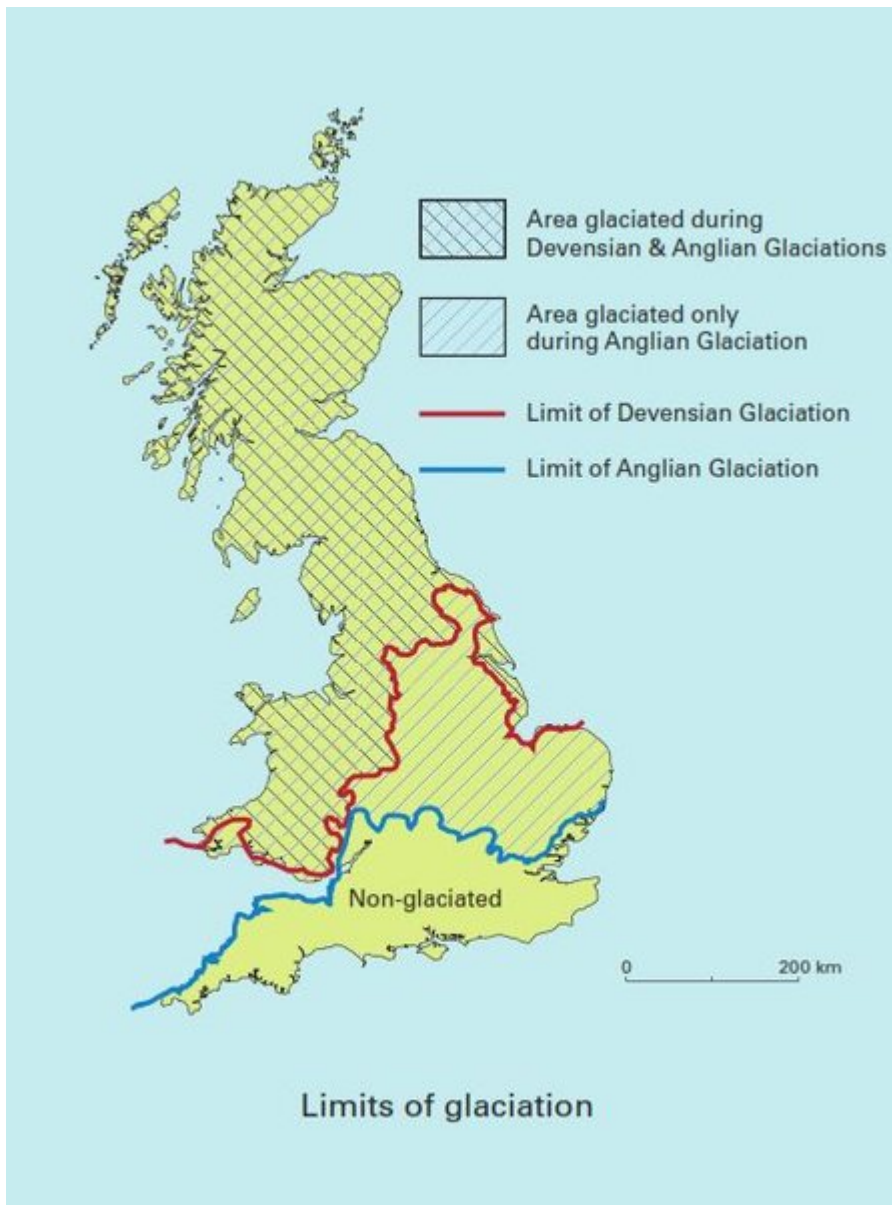 Area glaciated during
Devensian & Anglian Glaciations
Area glaciated only
during Anglian Glaciation
Limit of Devensian Glaciation
Limit of Anglian Glaciation
Non-glaciated
0 200 km
Limits of glaciation